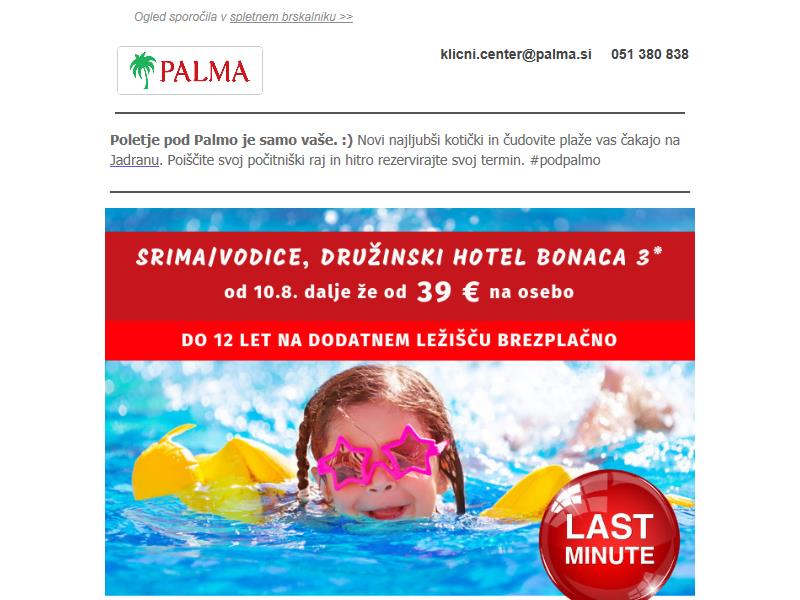 Ogled sporočila v spletnem brskalniku >>
PALMA
klicni.center@palma.si 051 380 838
Poletje pod Palmo je samo vaše. :) Novi najljubši kotički in čudovite plaže vas čakajo na
Jadranu. Poiščite svoj počitniški raj in hitro rezervirajte svoj termin. #podpalmo
SRIMA/VODICE, DRUŽINSKI HOTEL BONACA 3*
od 10.8. dalje že od 39 € na osebo
DO 12 LET NA DODATNEM LEŽIŠČU BREZPLAČNO
LAST
MINUTE